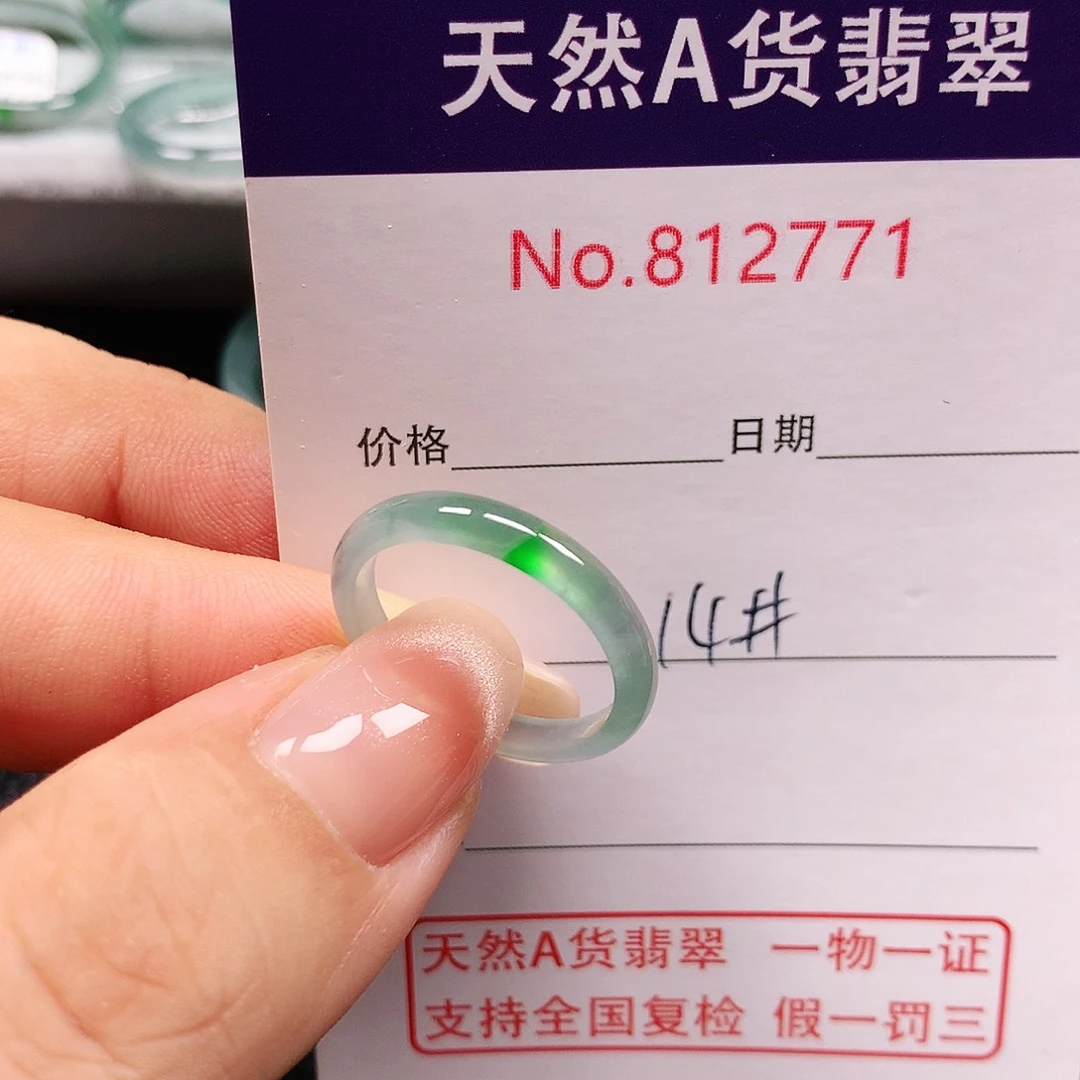 天然A货翡翠
No.812771
价格 日期
14#
天然A货翡翠 一物一证
支持全国复检 假一罚三